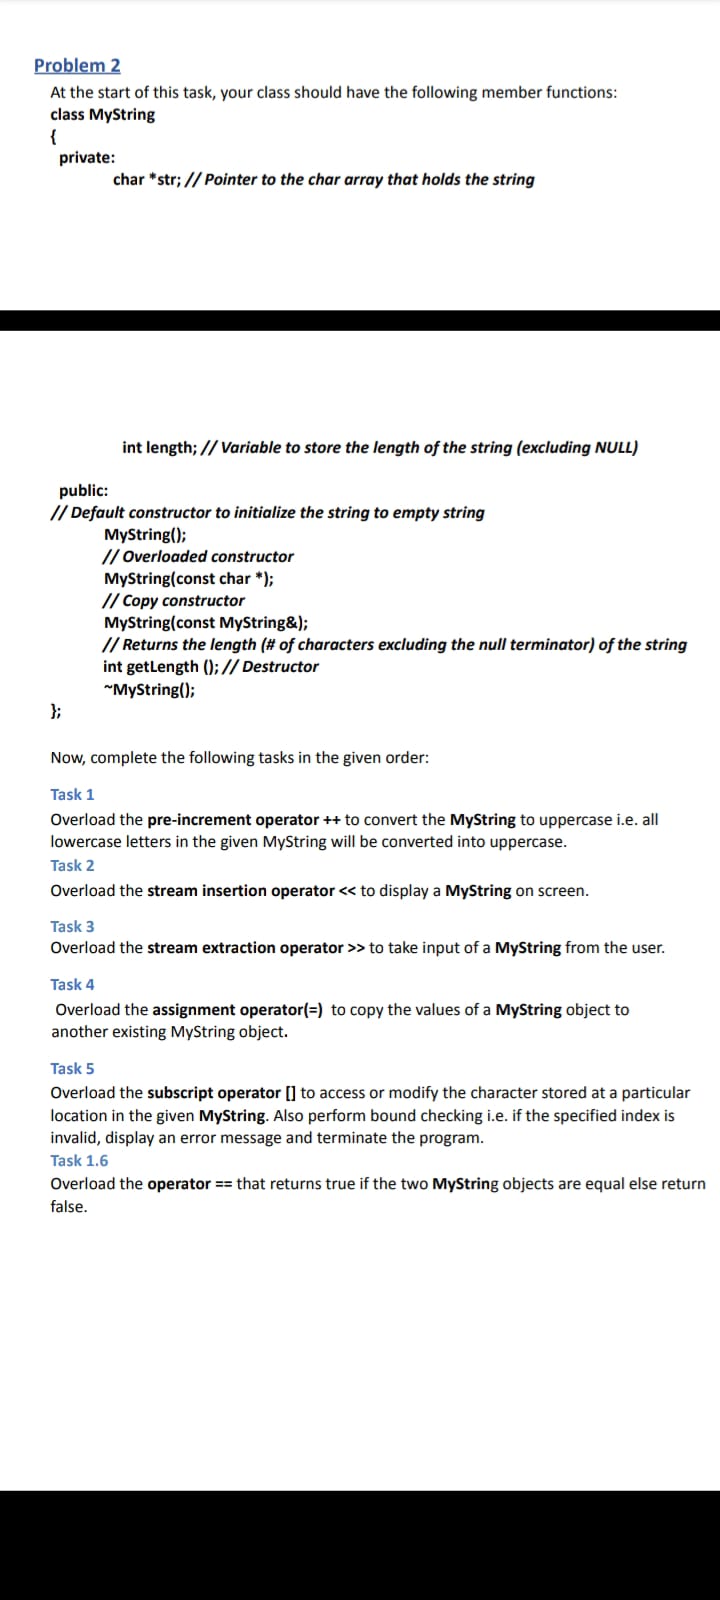 Problem 2
At the start of this task, your class should have the following member functions:
class MyString
{
private:
char *str; // Pointer to the char array that holds the string
int length; // Variable to store the length of the string (excluding NULL)
public:
// Default constructor to initialize the string to empty string
MyString();
// Overloaded constructor
MyString(const char *);
// Copy constructor
MyString(const MyString&);
// Returns the length (# of characters excluding the null terminator) of the string
int getLength (); // Destructor
~MyString();
};
Now, complete the following tasks in the given order:
Task 1
Overload the pre-increment operator ++ to convert the MyString to uppercase i.e. all
lowercase letters in the given MyString will be converted into uppercase.
Task 2
Overload the stream insertion operator << to display a MyString on screen.
Task 3
Overload the stream extraction operator >> to take input of a MyString from the user.
Task 4
Overload the assignment operator(=) to copy the values of a MyString object to
another existing MyString object.
Task 5
Overload the subscript operator [] to access or modify the character stored at a particular
location in the given MyString. Also perform bound checking i.e. if the specified index is
invalid, display an error message and terminate the program.
Task 1.6
Overload the operator == that returns true if the two MyString objects are equal else return
false.